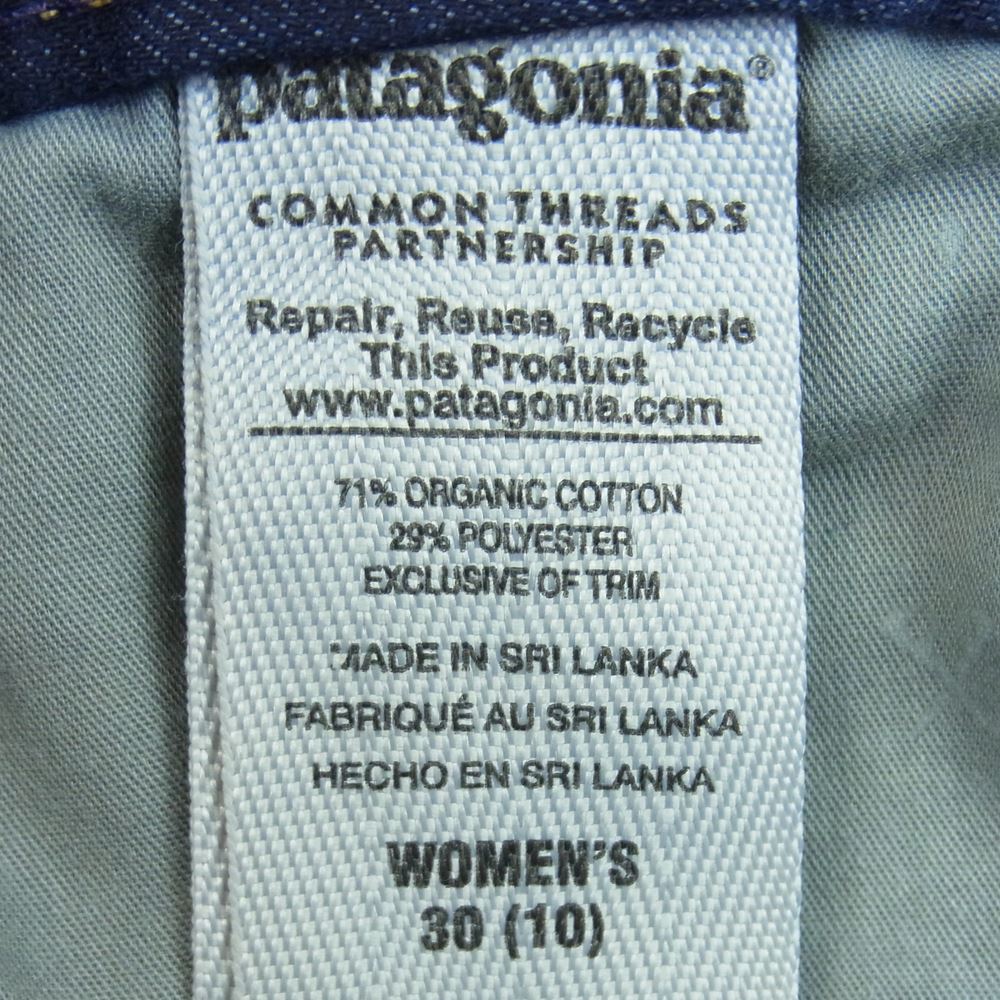 patagonia®
COMMON THREADS
PARTNERSHIP
Repair, Reuse, Recycle
This Product
www.patagonia.com
71% ORGANIC COTTON
29% POLYESTER
EXCLUSIVE OF TRIM
MADE IN SRI LANKA
FABRIQUÉ AU SRI LANKA
HECHO EN SRI LANKA
WOMEN'S
30 (10)